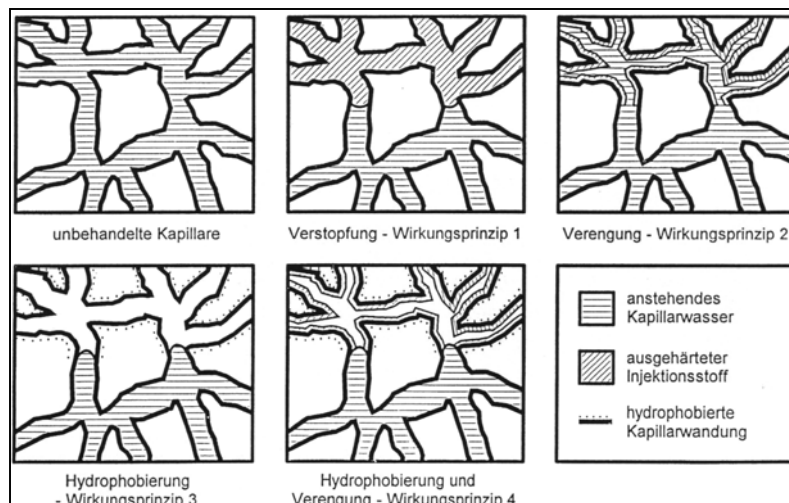 unbehandelte Kapillare
Verstopfung - Wirkungsprinzip 1
Verengung - Wirkungsprinzip 2
anstehendes
Kapillarwasser
ausgehärteter
Injektionsstoff
hydrophobierte
Kapillarwandung
Hydrophobierung
- Wirkungsprinzip 3
Hydrophobierung und
Verengung - Wirkungsprinzip 4